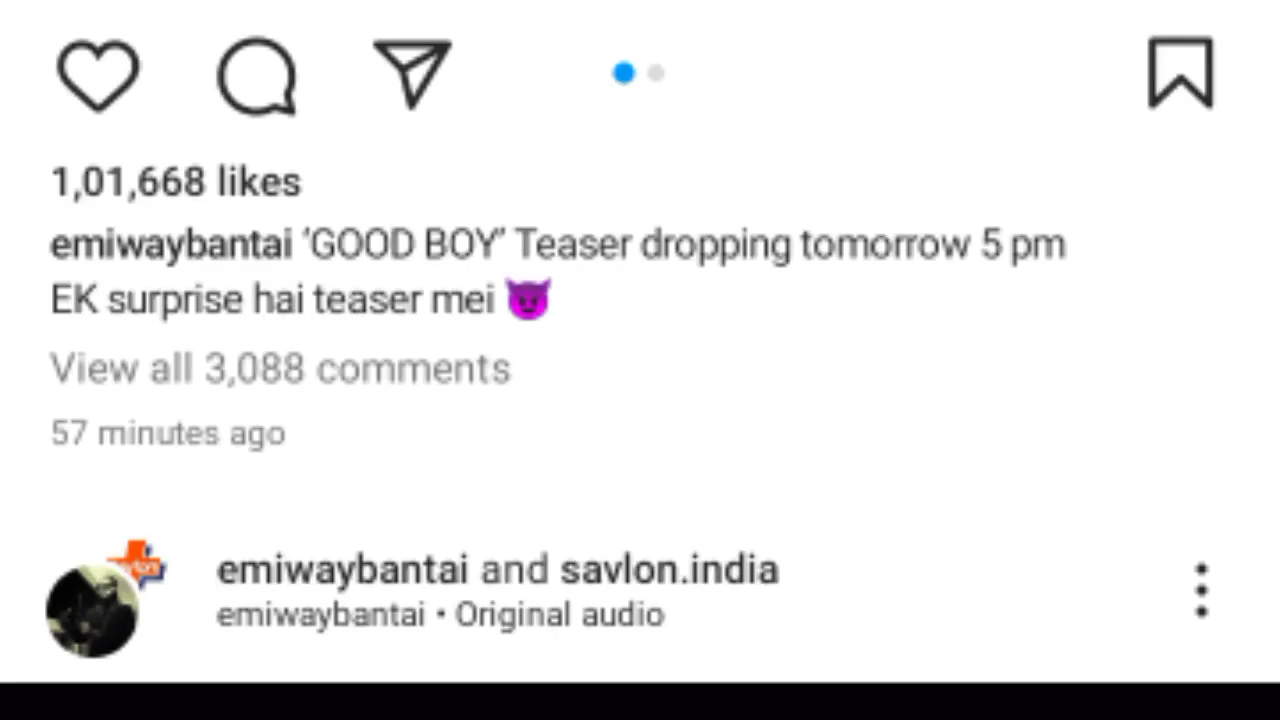 1,01,668 likes
emiwaybantai ‘GOOD BOY’ Teaser dropping tomorrow 5 pm
EK surprise hai teaser mei 😈
View all 3,088 comments
57 minutes ago
emiwaybantai and savlon.india
emiwaybantai • Original audio